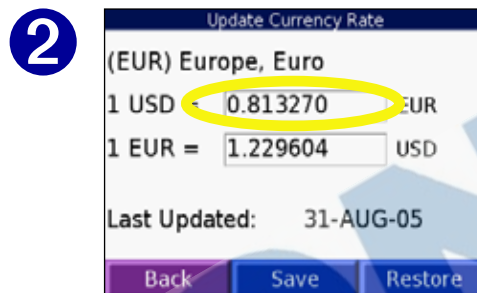 2
Update Currency Rate
(EUR) Europe, Euro
1 USD = 0.813270 EUR
1 EUR = 1.229604 USD
Last Updated: 31-AUG-05
Back Save Restore